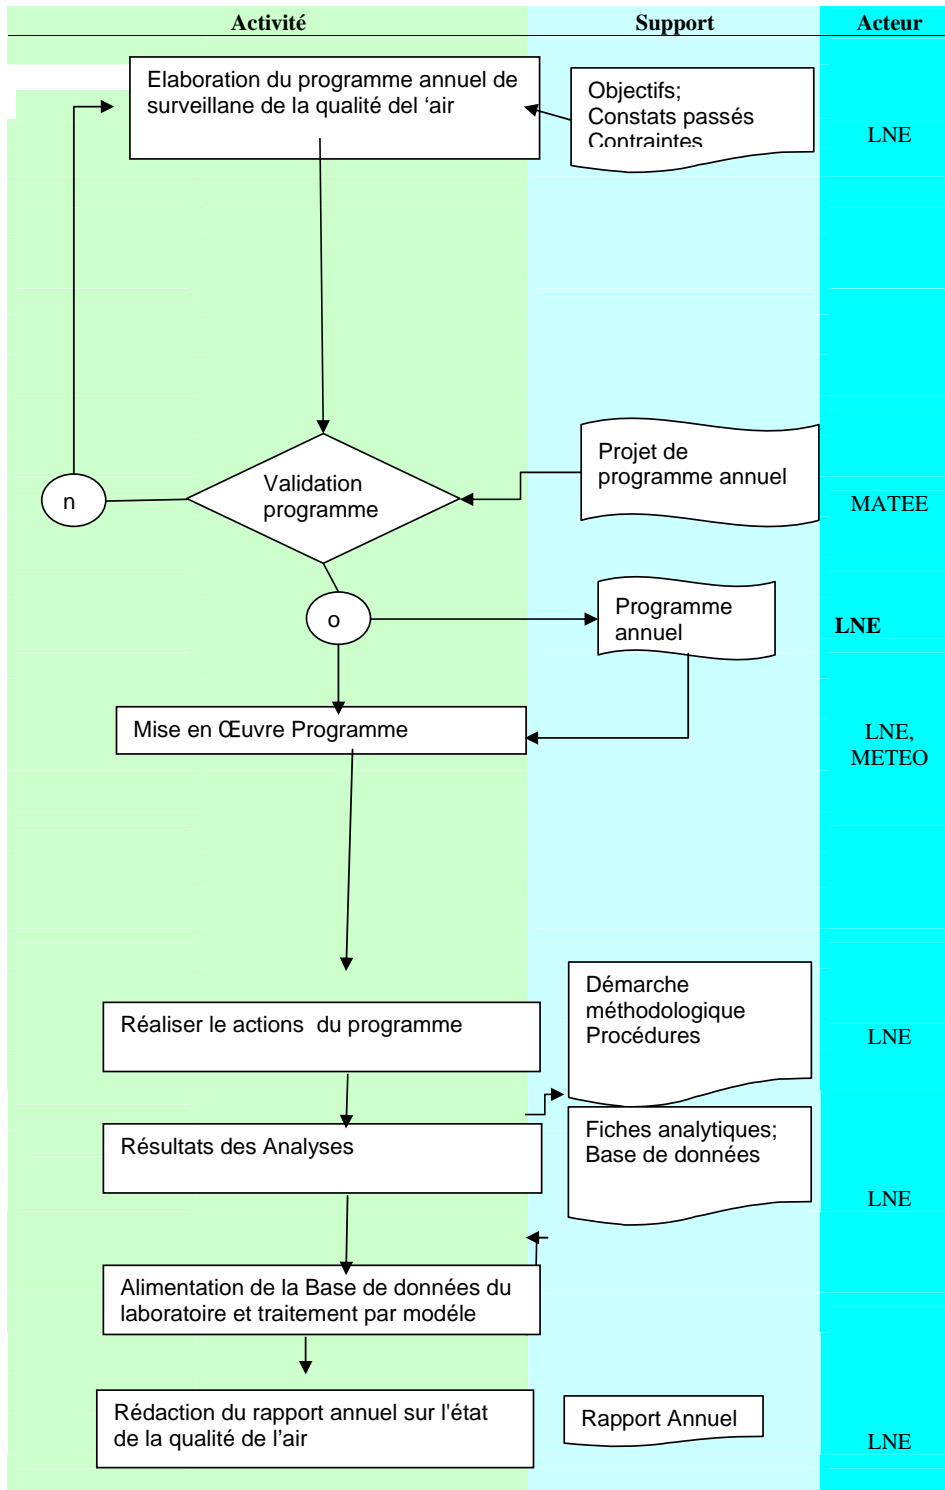 Activité Support Acteur
Elaboration du programme annuel de
surveillane de la qualité del ‘air
Objectifs;
Constats passés
Contraintes
LNE
Validation
programme
n
Projet de
programme annuel
MATEE
o
Programme
annuel
LNE
Mise en Œuvre Programme
LNE,
METEO
Réaliser le actions du programme
Démarche
méthodologique
Procédures
LNE
Résultats des Analyses
Fiches analytiques;
Base de données
LNE
Alimentation de la Base de données du
laboratoire et traitement par modéle
Rédaction du rapport annuel sur l'état
de la qualité de l’air
Rapport Annuel
LNE